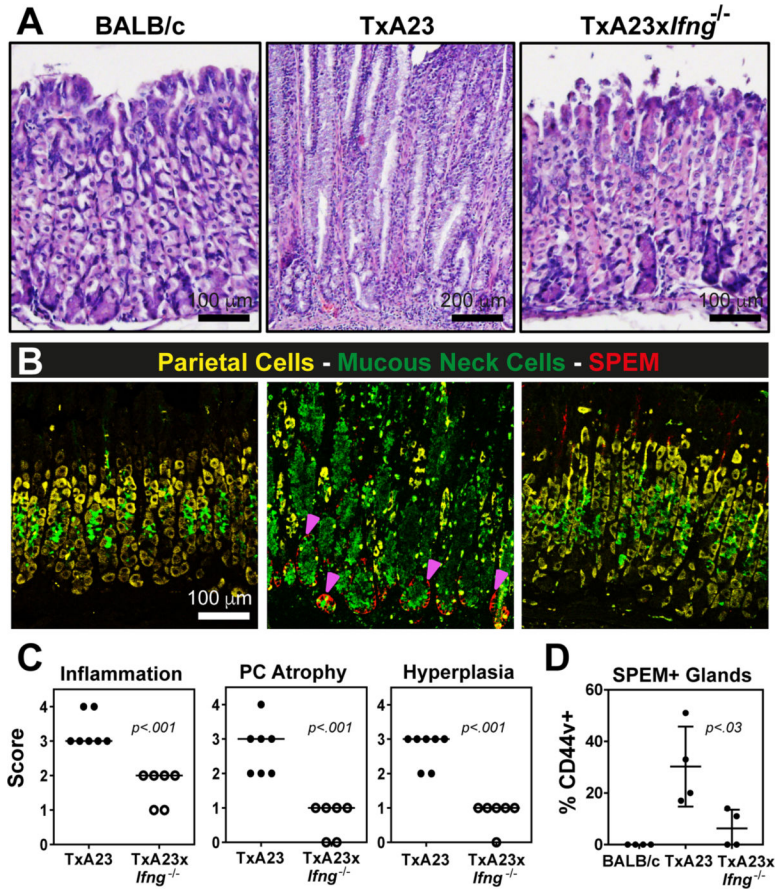 A
BALB/c TxA23 TxA23xIfng-/-
100 µm 200 µm 100 µm
B Parietal Cells - Mucous Neck Cells - SPEM
100 µm
C D
Inflammation PC Atrophy Hyperplasia SPEM+ Glands
Score
4
3
2
1
0
p<.001
TxA23 TxA23x
Ifng-/-
4
3
2
1
0
p<.001
TxA23 TxA23x
Ifng-/-
4
3
2
1
0
p<.001
TxA23 TxA23x
Ifng-/-
% CD44v+
60
40
20
0
p<.03
BALB/c TxA23 TxA23x
Ifng-/-